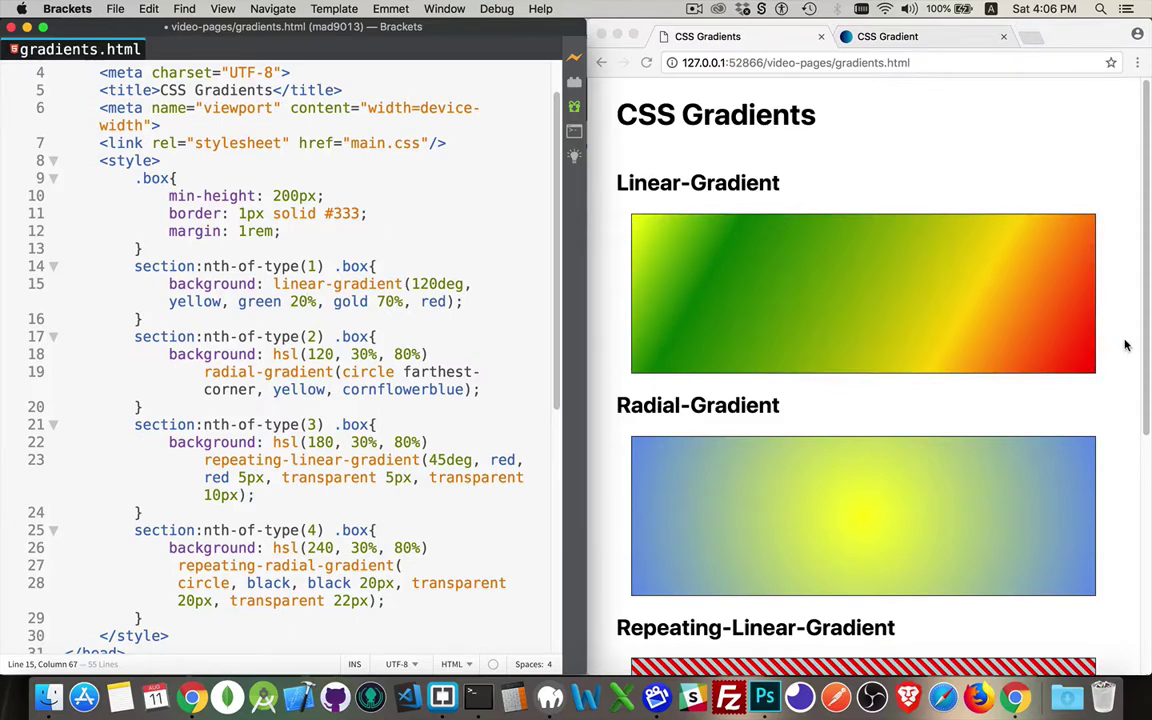 Brackets File Edit Find View Navigate Template Emmet Window Debug Help 100% A Sat 4:06 PM
• video-pages/gradients.html (mad9013) — Brackets
gradients.html
4 <meta charset="UTF-8">
5 <title>CSS Gradients</title>
6 <meta name="viewport" content="width=device-
width">
7 <link rel="stylesheet" href="main.css"/>
8 <style>
9 .box{
10 min-height: 200px;
11 border: 1px solid #333;
12 margin: 1rem;
13 }
14 section:nth-of-type(1) .box{
15 background: linear-gradient(120deg,
yellow, green 20%, gold 70%, red);
16 }
17 section:nth-of-type(2) .box{
18 background: hsl(120, 30%, 80%)
19 radial-gradient(circle farthest-
corner, yellow, cornflowerblue);
20 }
21 section:nth-of-type(3) .box{
22 background: hsl(180, 30%, 80%)
23 repeating-linear-gradient(45deg, red,
red 5px, transparent 5px, transparent
10px);
24 }
25 section:nth-of-type(4) .box{
26 background: hsl(240, 30%, 80%)
27 repeating-radial-gradient(
28 circle, black, black 20px, transparent
20px, transparent 22px);
29 }
30 </style>
31 </head>
Line 15, Column 67 — 55 Lines INS UTF-8 HTML Spaces: 4
CSS Gradients CSS Gradient
127.0.0.1:52866/video-pages/gradients.html
CSS Gradients
Linear-Gradient
Radial-Gradient
Repeating-Linear-Gradient